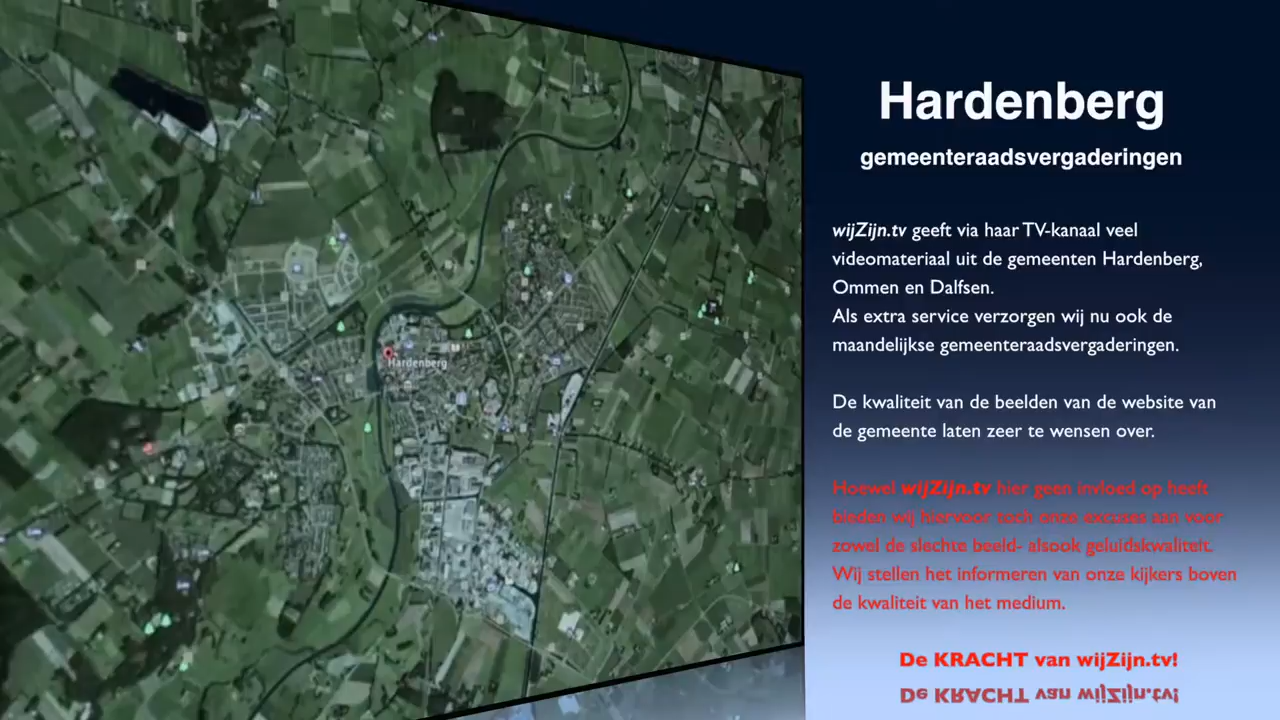 Hardenberg
gemeenteraadsvergaderingen
wijZijn.tv geeft via haar TV-kanaal veel
videomateriaal uit de gemeenten Hardenberg,
Ommen en Dalfsen.
Als extra service verzorgen wij nu ook de
maandelijkse gemeenteraadsvergaderingen.
De kwaliteit van de beelden van de website van
de gemeente laten zeer te wensen over.
Hoewel wijZijn.tv hier geen invloed op heeft
bieden wij hiervoor toch onze excuses aan voor
zowel de slechte beeld- alsook geluidskwaliteit.
Wij stellen het informeren van onze kijkers boven
de kwaliteit van het medium.
De KRACHT van wijZijn.tv!
Hardenberg